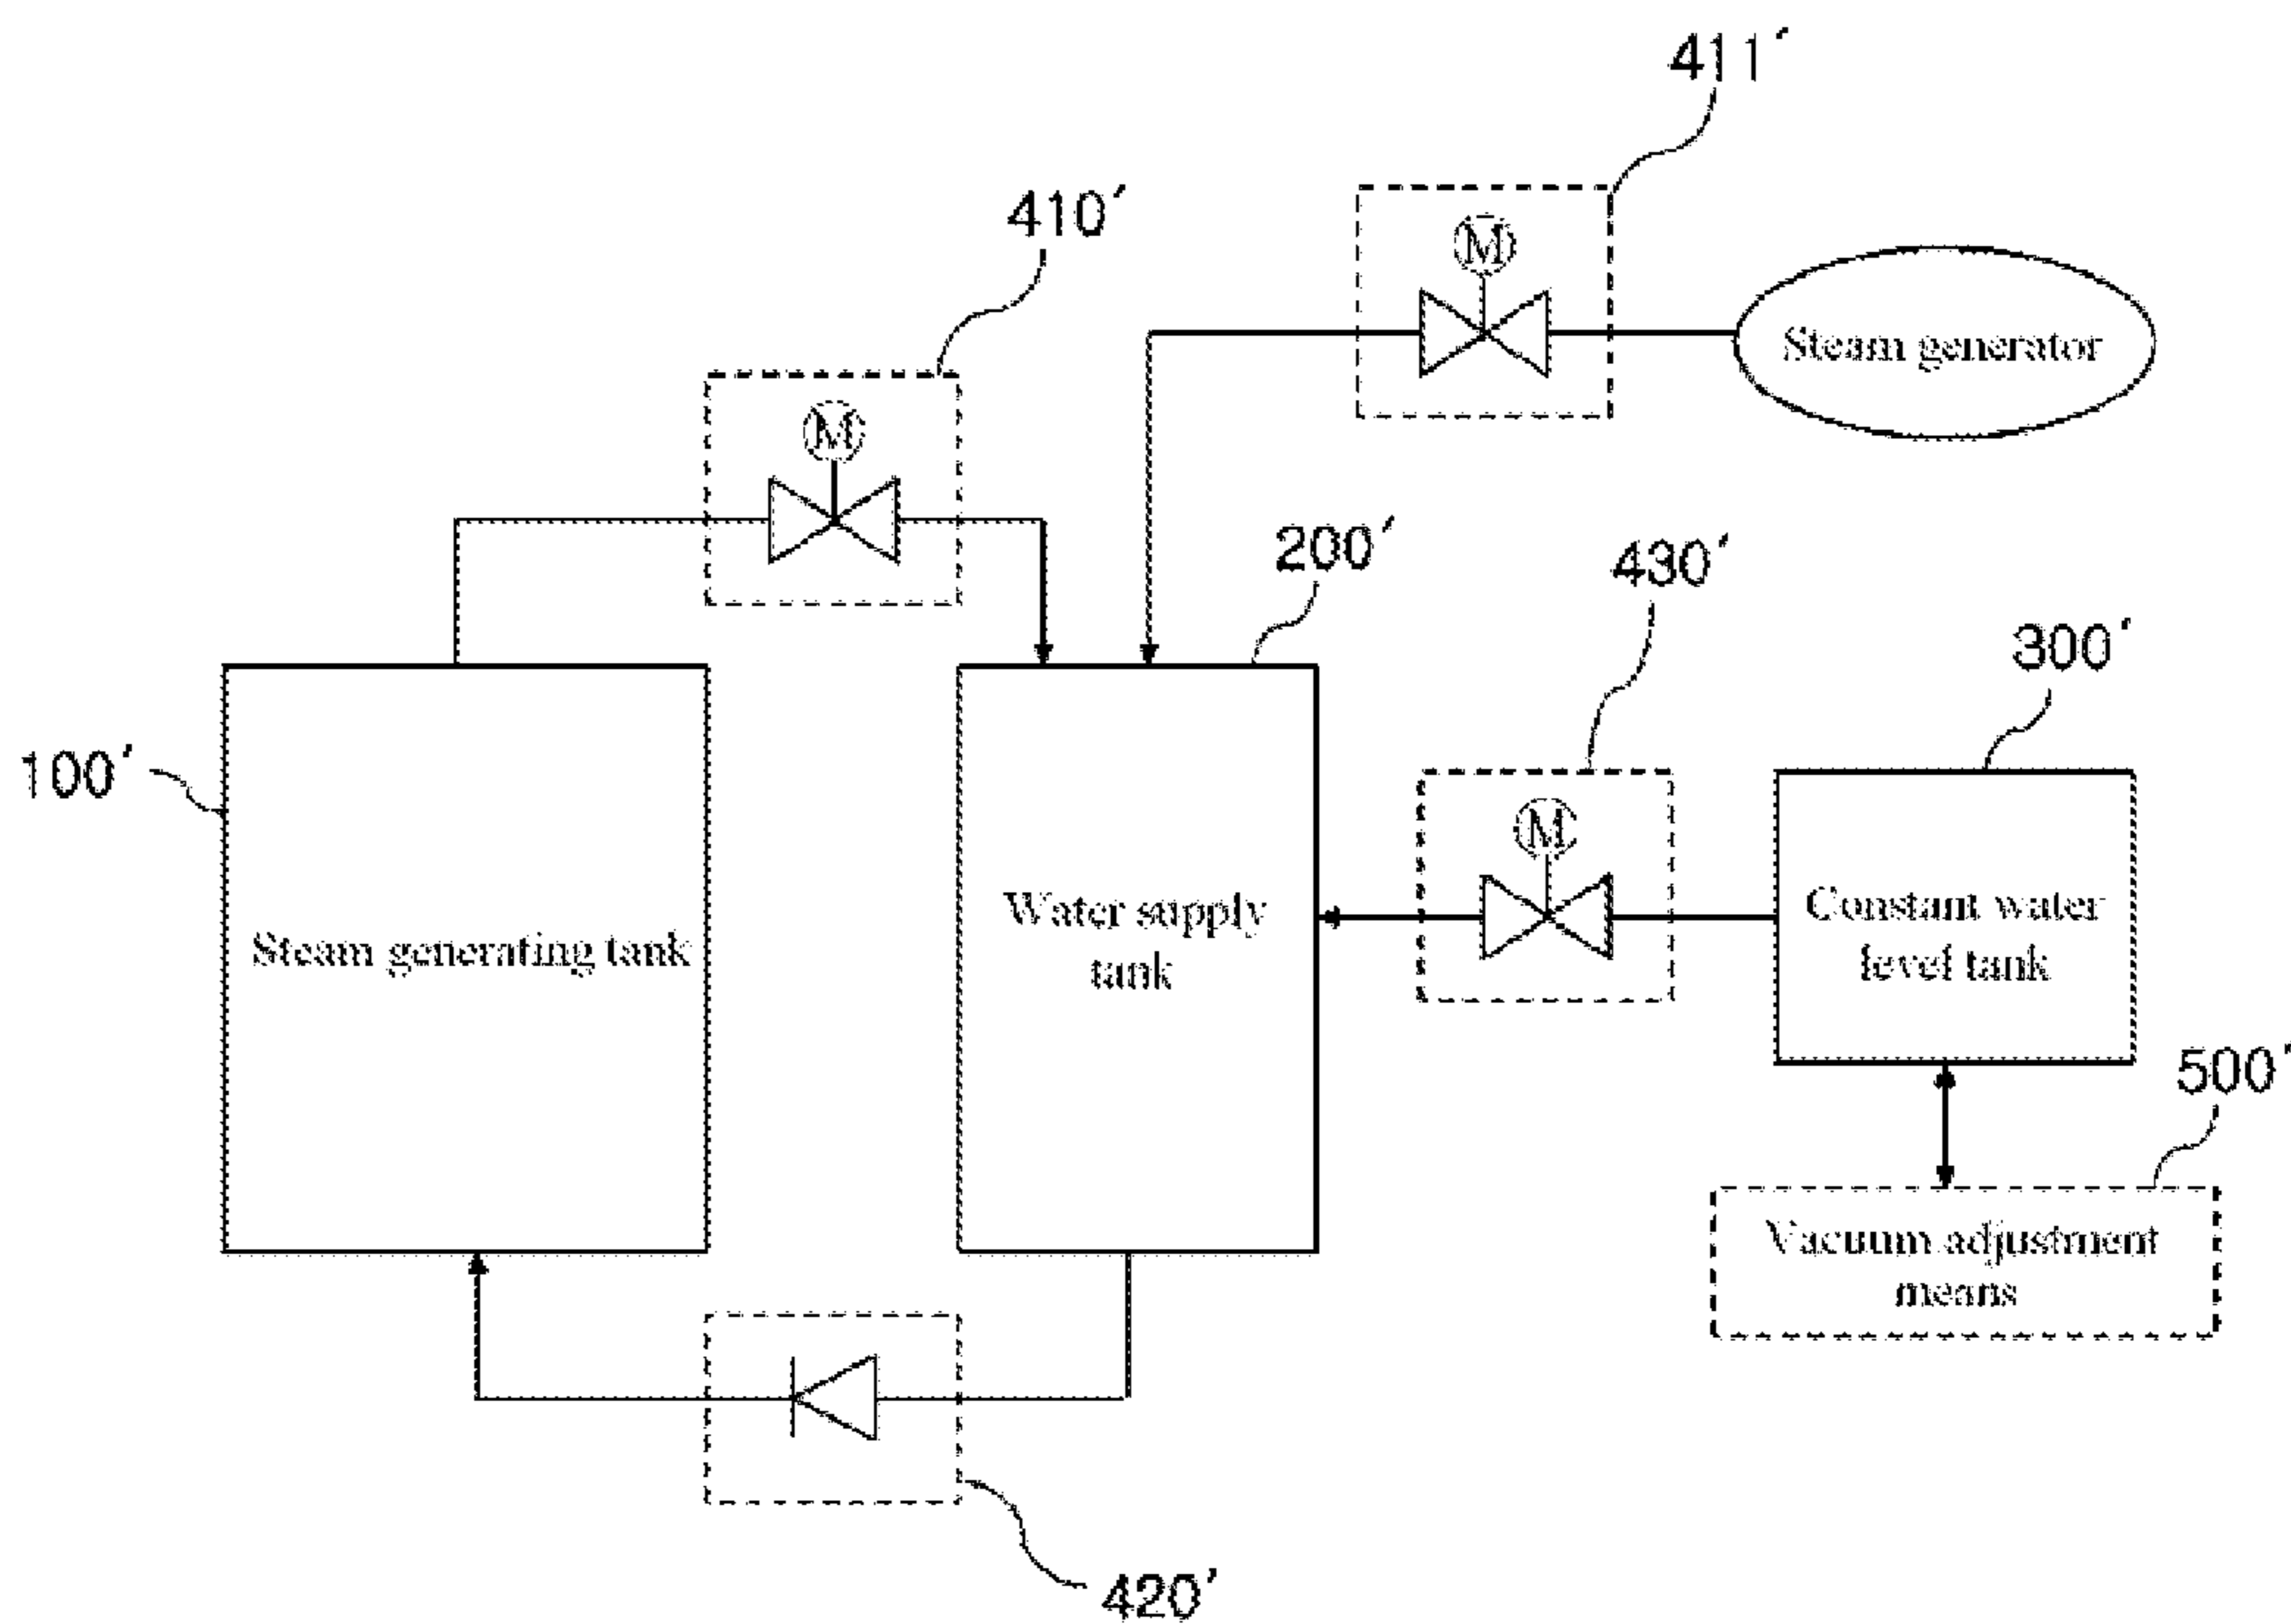 411′
410′
M
Steam generator
M
200′
430′
300′
100′
M
Steam generating tank
Water supply
tank
Constant water
level tank
500′
Vacuum adjustment
means
420′